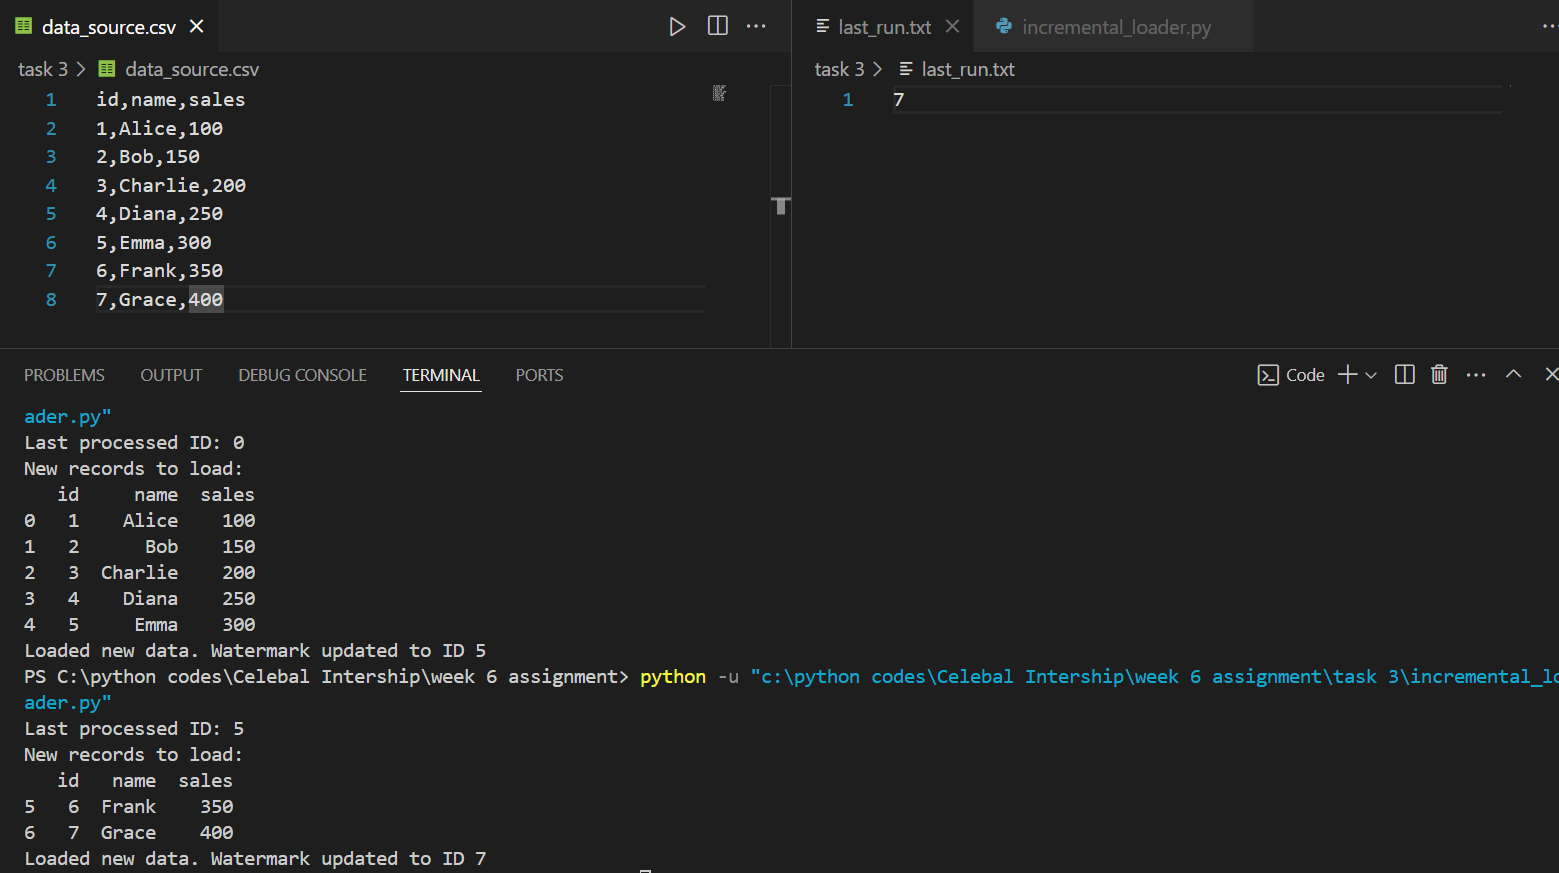 data_source.csv
task 3 > data_source.csv
1 id,name,sales
2 1,Alice,100
3 2,Bob,150
4 3,Charlie,200
5 4,Diana,250
6 5,Emma,300
7 6,Frank,350
8 7,Grace,400
last_run.txt incremental_loader.py
task 3 > last_run.txt
1 7
PROBLEMS OUTPUT DEBUG CONSOLE TERMINAL PORTS Code
ader.py"
Last processed ID: 0
New records to load:
id name sales
0 1 Alice 100
1 2 Bob 150
2 3 Charlie 200
3 4 Diana 250
4 5 Emma 300
Loaded new data. Watermark updated to ID 5
PS C:\python codes\Celebal Intership\week 6 assignment> python -u "c:\python codes\Celebal Intership\week 6 assignment\task 3\incremental_lo
ader.py"
Last processed ID: 5
New records to load:
id name sales
5 6 Frank 350
6 7 Grace 400
Loaded new data. Watermark updated to ID 7